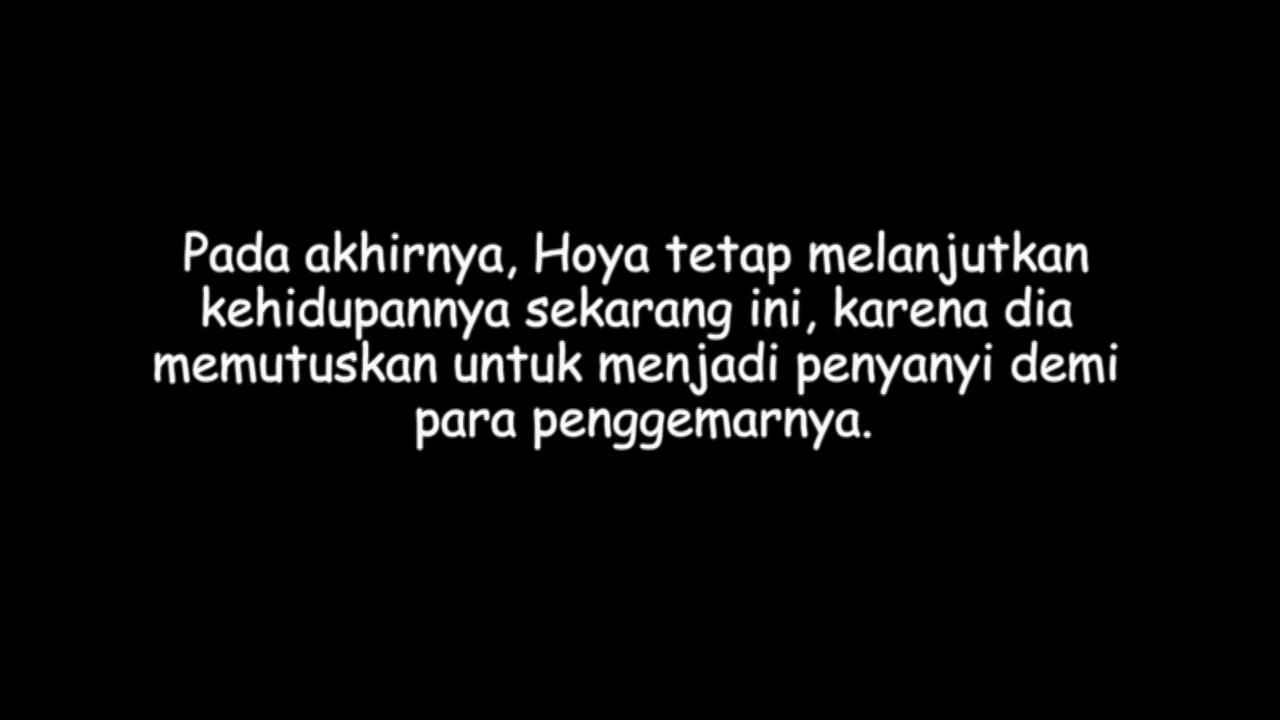 Pada akhirnya, Hoya tetap melanjutkan
kehidupannya sekarang ini, karena dia
memutuskan untuk menjadi penyanyi demi
para penggemarnya.